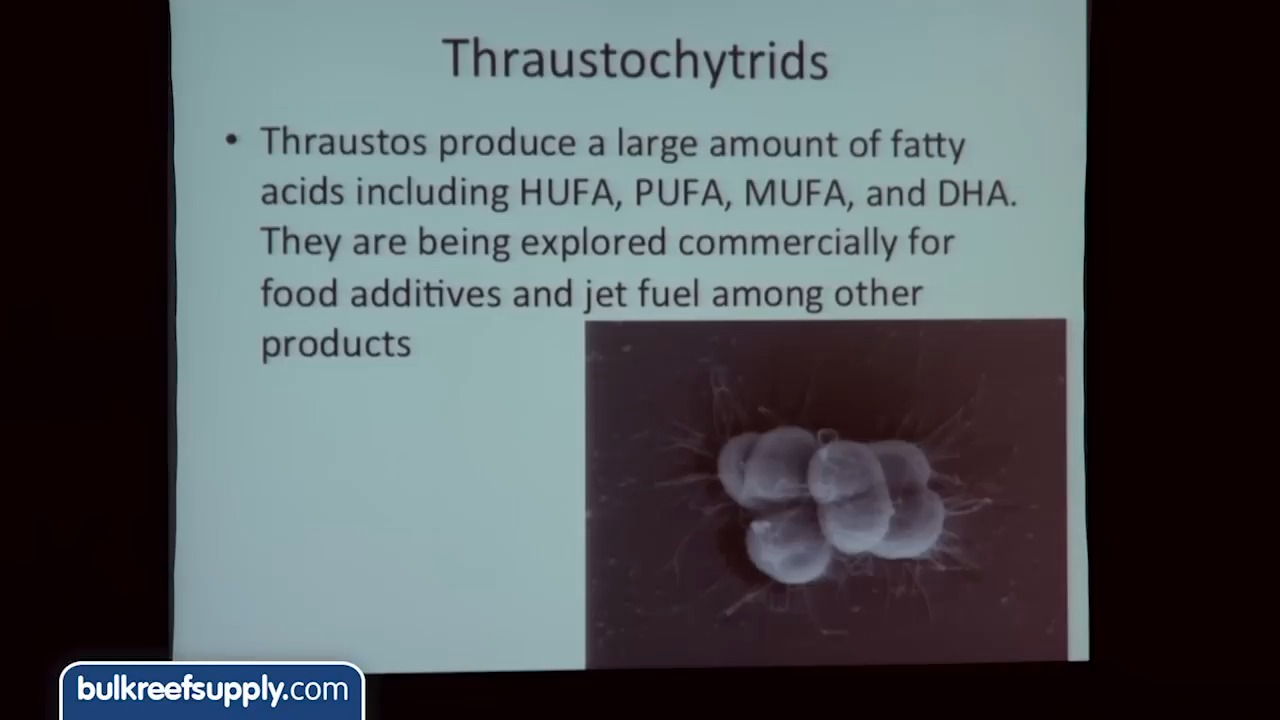 Thraustochytrids
• Thraustos produce a large amount of fatty
acids including HUFA, PUFA, MUFA, and DHA.
They are being explored commercially for
food additives and jet fuel among other
products
bulkreefsupply.com